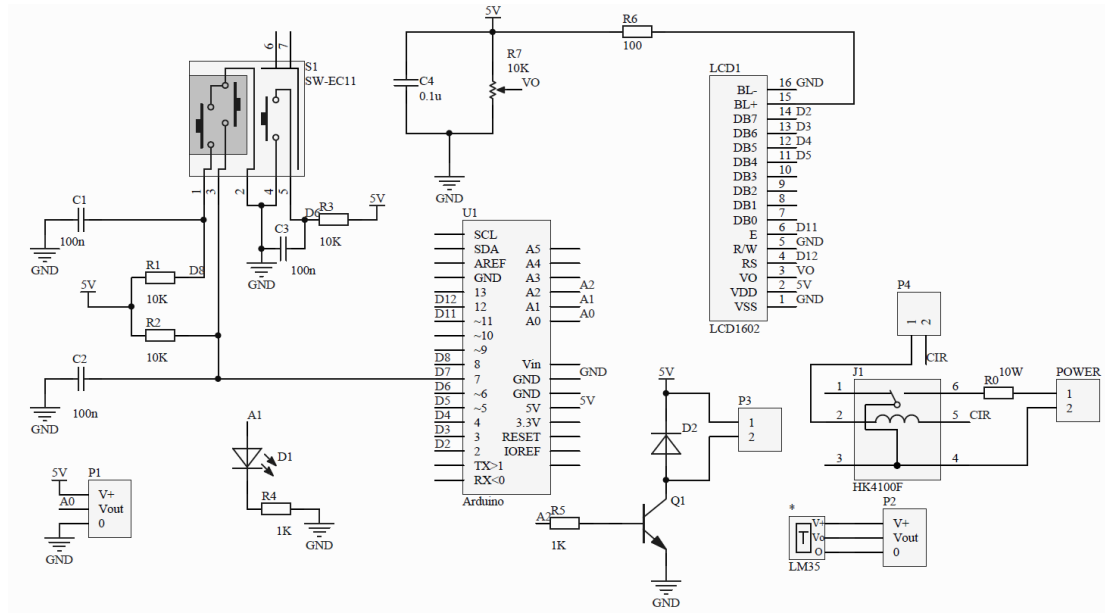 5V
R6
100
R7
10K
VO
C4
0.1u
GND
6
7
S1
SW-EC11
1
3
2
4
5
D6
R3
10K
5V
C3
100n
GND
C1
100n
GND
R1
10K
D8
5V
R2
10K
C2
100n
GND
LCD1
BL- 16 GND
BL+ 15
DB7 14 D2
DB6 13 D3
DB5 12 D4
DB4 11 D5
DB3 10
DB2 9
DB1 8
DB0 7
E 6 D11
R/W 5 GND
RS 4 D12
VO 3 VO
VDD 2 5V
VSS 1 GND
LCD1602
U1
SCL
SDA A5
AREF A4
GND A3
13 A2 A2
D12 12 A1 A1
D11 ~11 A0 A0
~10
~9
D8 8 Vin
D7 7 GND GND
D6 ~6 GND
D5 ~5 5V 5V
D4 4 3.3V
D3 3 RESET
D2 2 IOREF
TX>1
RX<0
Arduino
P4
1
2
CIR
J1
1
6
R0
10W
POWER
1
2
2
5
CIR
3
4
HK4100F
5V
D2
P3
1
2
Q1
A2
R5
1K
GND
A1
D1
R4
1K
GND
5V
A0
P1
V+
Vout
0
GND
*
T
V+
Vo
O
LM35
P2
V+
Vout
0